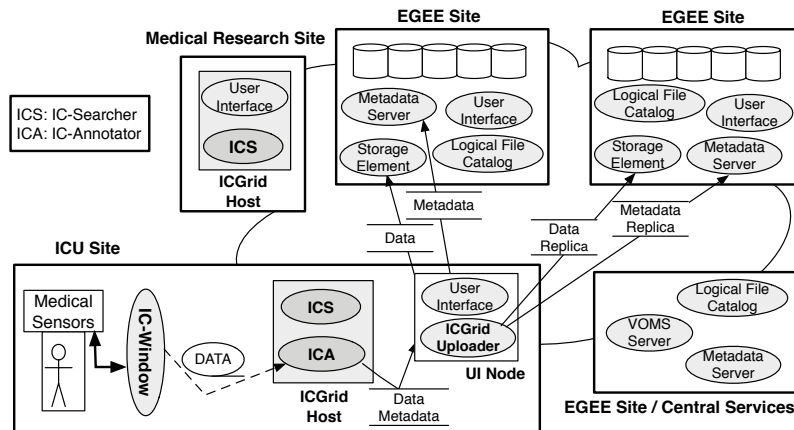 EGEE Site
EGEE Site
Medical Research Site
User
Interface
ICS
ICGrid
Host
ICS: IC-Searcher
ICA: IC-Annotator
Metadata
Server
User
Interface
Storage
Element
Logical File
Catalog
Logical File
Catalog
User
Interface
Storage
Element
Metadata
Server
Metadata
Data
Data
Replica
Metadata
Replica
ICU Site
Medical
Sensors
IC-Window
DATA
ICS
ICA
ICGrid
Host
Data
Metadata
User
Interface
ICGrid
Uploader
UI Node
Logical File
Catalog
VOMS
Server
Metadata
Server
EGEE Site / Central Services